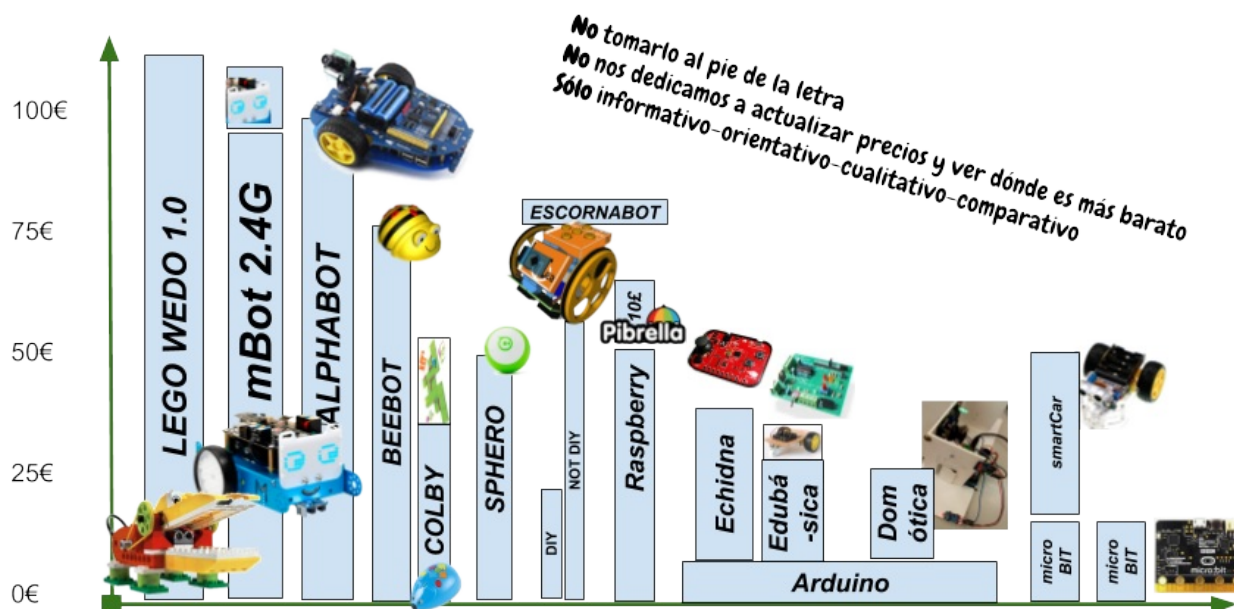 No tomarlo al pie de la letra
No nos dedicamos a actualizar precios y ver dónde es más barato
Sólo informativo-orientativo-cualitativo-comparativo
100€
75€
50€
25€
0€
LEGO WEDO 1.0
mBot 2.4G
ALPHABOT
BEEBOT
COLBY
SPHERO
ESCORNABOT
DIY
NOT DIY
10£
Pibrella
Raspberry
Echidna
Edubá
-sica
Dom
ótica
Arduino
smartCar
micro
BIT
micro
BIT
micro:bit